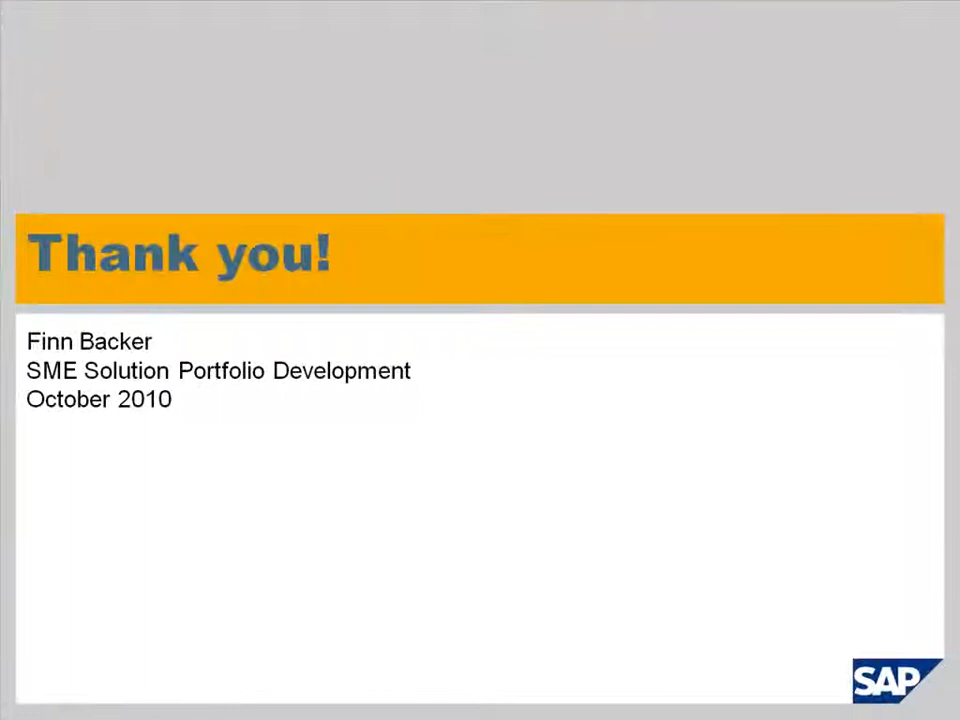 Thank you!
Finn Backer
SME Solution Portfolio Development
October 2010
SAP